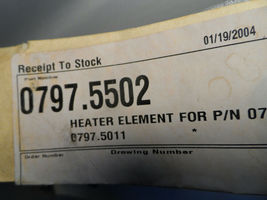 01/19/2004
Receipt To Stock
Part Number
0797.5502
HEATER ELEMENT FOR P/N 07
0797.5011 *
Order Number Drawing Number